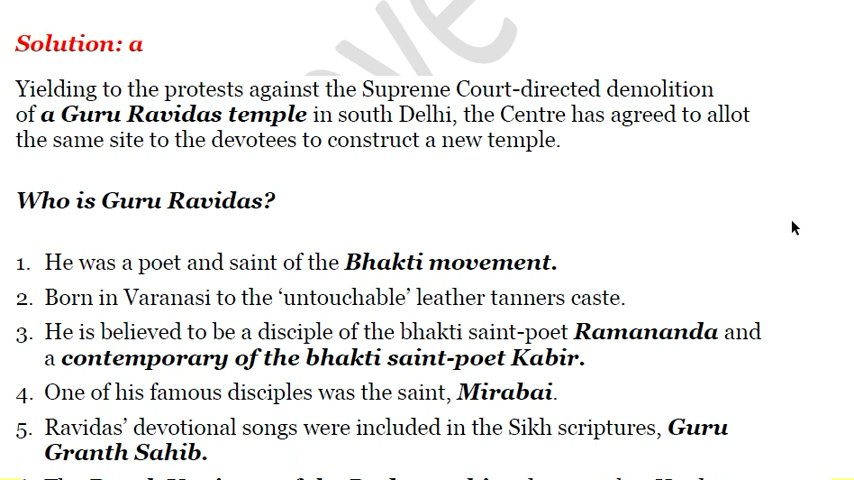 Solution: a
Yielding to the protests against the Supreme Court-directed demolition
of a Guru Ravidas temple in south Delhi, the Centre has agreed to allot
the same site to the devotees to construct a new temple.
Who is Guru Ravidas?
1. He was a poet and saint of the Bhakti movement.
2. Born in Varanasi to the ‘untouchable’ leather tanners caste.
3. He is believed to be a disciple of the bhakti saint-poet Ramananda and
a contemporary of the bhakti saint-poet Kabir.
4. One of his famous disciples was the saint, Mirabai.
5. Ravidas’ devotional songs were included in the Sikh scriptures, Guru
Granth Sahib.